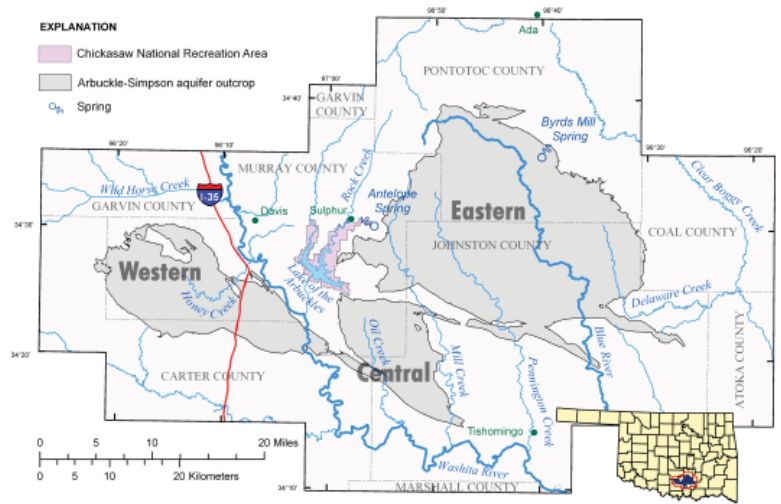 EXPLANATION
Chickasaw National Recreation Area
Arbuckle-Simpson aquifer outcrop
Spring
96°50'
96°40'
Ada
PONTOTOC COUNTY
97°00'
34°40'
GARVIN
COUNTY
Byrds Mill
Spring
96°20'
96°10'
96°30'
96°20'
MURRAY COUNTY
Rock Creek
Clear Boggy Creek
Wild Horse Creek
I-35
GARVIN COUNTY
Antelope
Spring
Davis
Sulphur
Eastern
34°30'
JOHNSTON COUNTY
COAL COUNTY
Western
Honey Creek
Lake of the
Arbuckles
Delaware Creek
Oil Creek
Mill Creek
Pennington Creek
Blue River
ATOKA COUNTY
34°20'
CARTER COUNTY
Central
Tishomingo
Washita River
34°10'
MARSHALL COUNTY
0 5 10 20 Miles
0 5 10 20 Kilometers